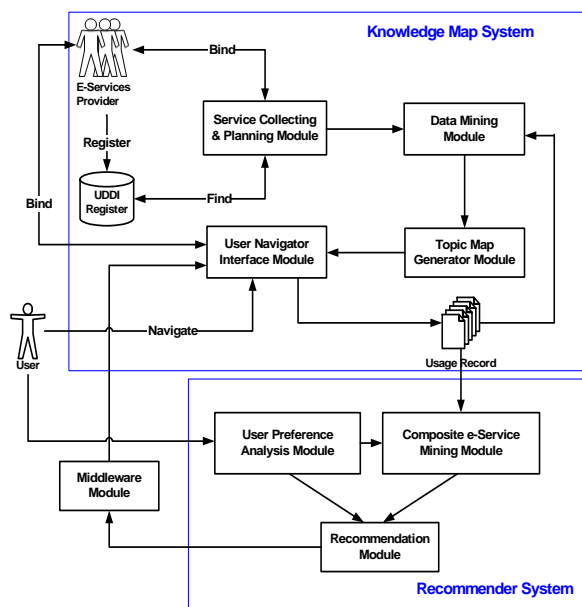 Knowledge Map System
Bind
E-Services
Provider
Service Collecting
& Planning Module
Data Mining
Module
Register
UDDI
Register
Find
Bind
User Navigator
Interface Module
Topic Map
Generator Module
Navigate
User
Usage Record
User Preference
Analysis Module
Composite e-Service
Mining Module
Middleware
Module
Recommendation
Module
Recommender System